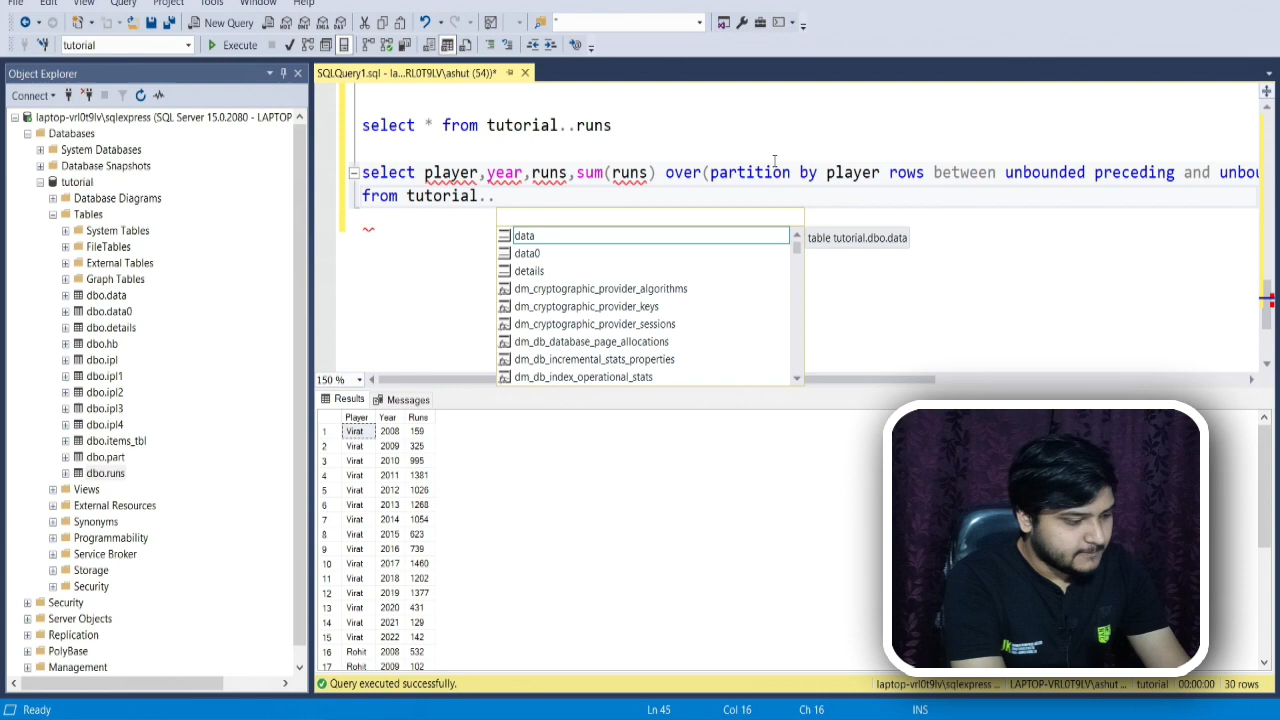 File Edit View Query Project Tools Window Help
New Query
tutorial
Execute
Object Explorer
Connect
laptop-vrl0t9lv\sqlexpress (SQL Server 15.0.2080 - LAPTOP
Databases
System Databases
Database Snapshots
tutorial
Database Diagrams
Tables
System Tables
FileTables
External Tables
Graph Tables
dbo.data
dbo.data0
dbo.details
dbo.hb
dbo.ipl
dbo.ipl1
dbo.ipl2
dbo.ipl3
dbo.ipl4
dbo.items_tbl
dbo.part
dbo.runs
Views
External Resources
Synonyms
Programmability
Service Broker
Storage
Security
Security
Server Objects
Replication
PolyBase
Management
SQLQuery1.sql - la...RL0T9LV\ashut (54))*
select * from tutorial..runs
select player,year,runs,sum(runs) over(partition by player rows between unbounded preceding and unbou
from tutorial..
data
data0
details
dm_cryptographic_provider_algorithms
dm_cryptographic_provider_keys
dm_cryptographic_provider_sessions
dm_db_database_page_allocations
dm_db_incremental_stats_properties
dm_db_index_operational_stats
table tutorial.dbo.data
150 %
Results Messages
Player Year Runs
1 Virat 2008 159
2 Virat 2009 325
3 Virat 2010 995
4 Virat 2011 1381
5 Virat 2012 1026
6 Virat 2013 1268
7 Virat 2014 1054
8 Virat 2015 623
9 Virat 2016 739
10 Virat 2017 1460
11 Virat 2018 1202
12 Virat 2019 1377
13 Virat 2020 431
14 Virat 2021 129
15 Virat 2022 142
16 Rohit 2008 532
17 Rohit 2009 102
Query executed successfully.
laptop-vrl0t9lv\sqlexpress ... LAPTOP-VRL0T9LV\ashut ... tutorial 00:00:00 30 rows
Ready
Ln 45 Col 16 Ch 16 INS